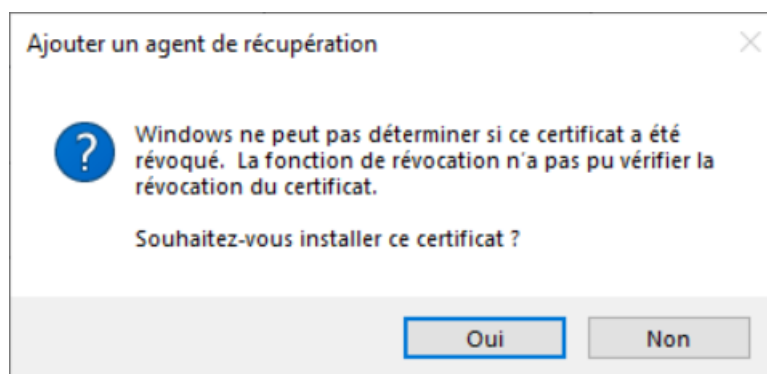 Ajouter un agent de récupération
Windows ne peut pas déterminer si ce certificat a été
révoqué.  La fonction de révocation n'a pas pu vérifier la
révocation du certificat.
Souhaitez-vous installer ce certificat ?
Oui
Non